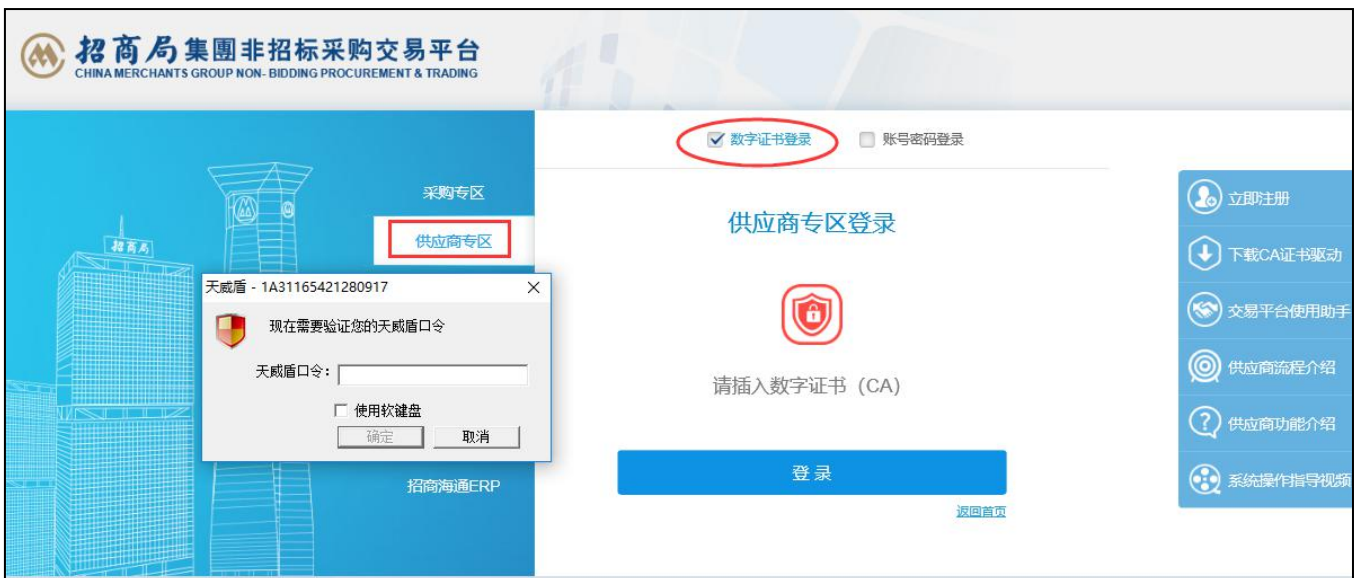 招商局集團非招标采购交易平台
CHINA MERCHANTS GROUP NON- BIDDING PROCUREMENT & TRADING
数字证书登录 账号密码登录
采购专区
供应商专区
招商局
供应商专区登录
天威盾 - 1A31165421280917
现在需要验证您的天威盾口令
天威盾口令：
使用软键盘
确定 取消
请插入数字证书（CA）
登 录
返回首页
招商海通ERP
立即注册
下载CA证书驱动
交易平台使用助手
供应商流程介绍
供应商功能介绍
系统操作指导视频